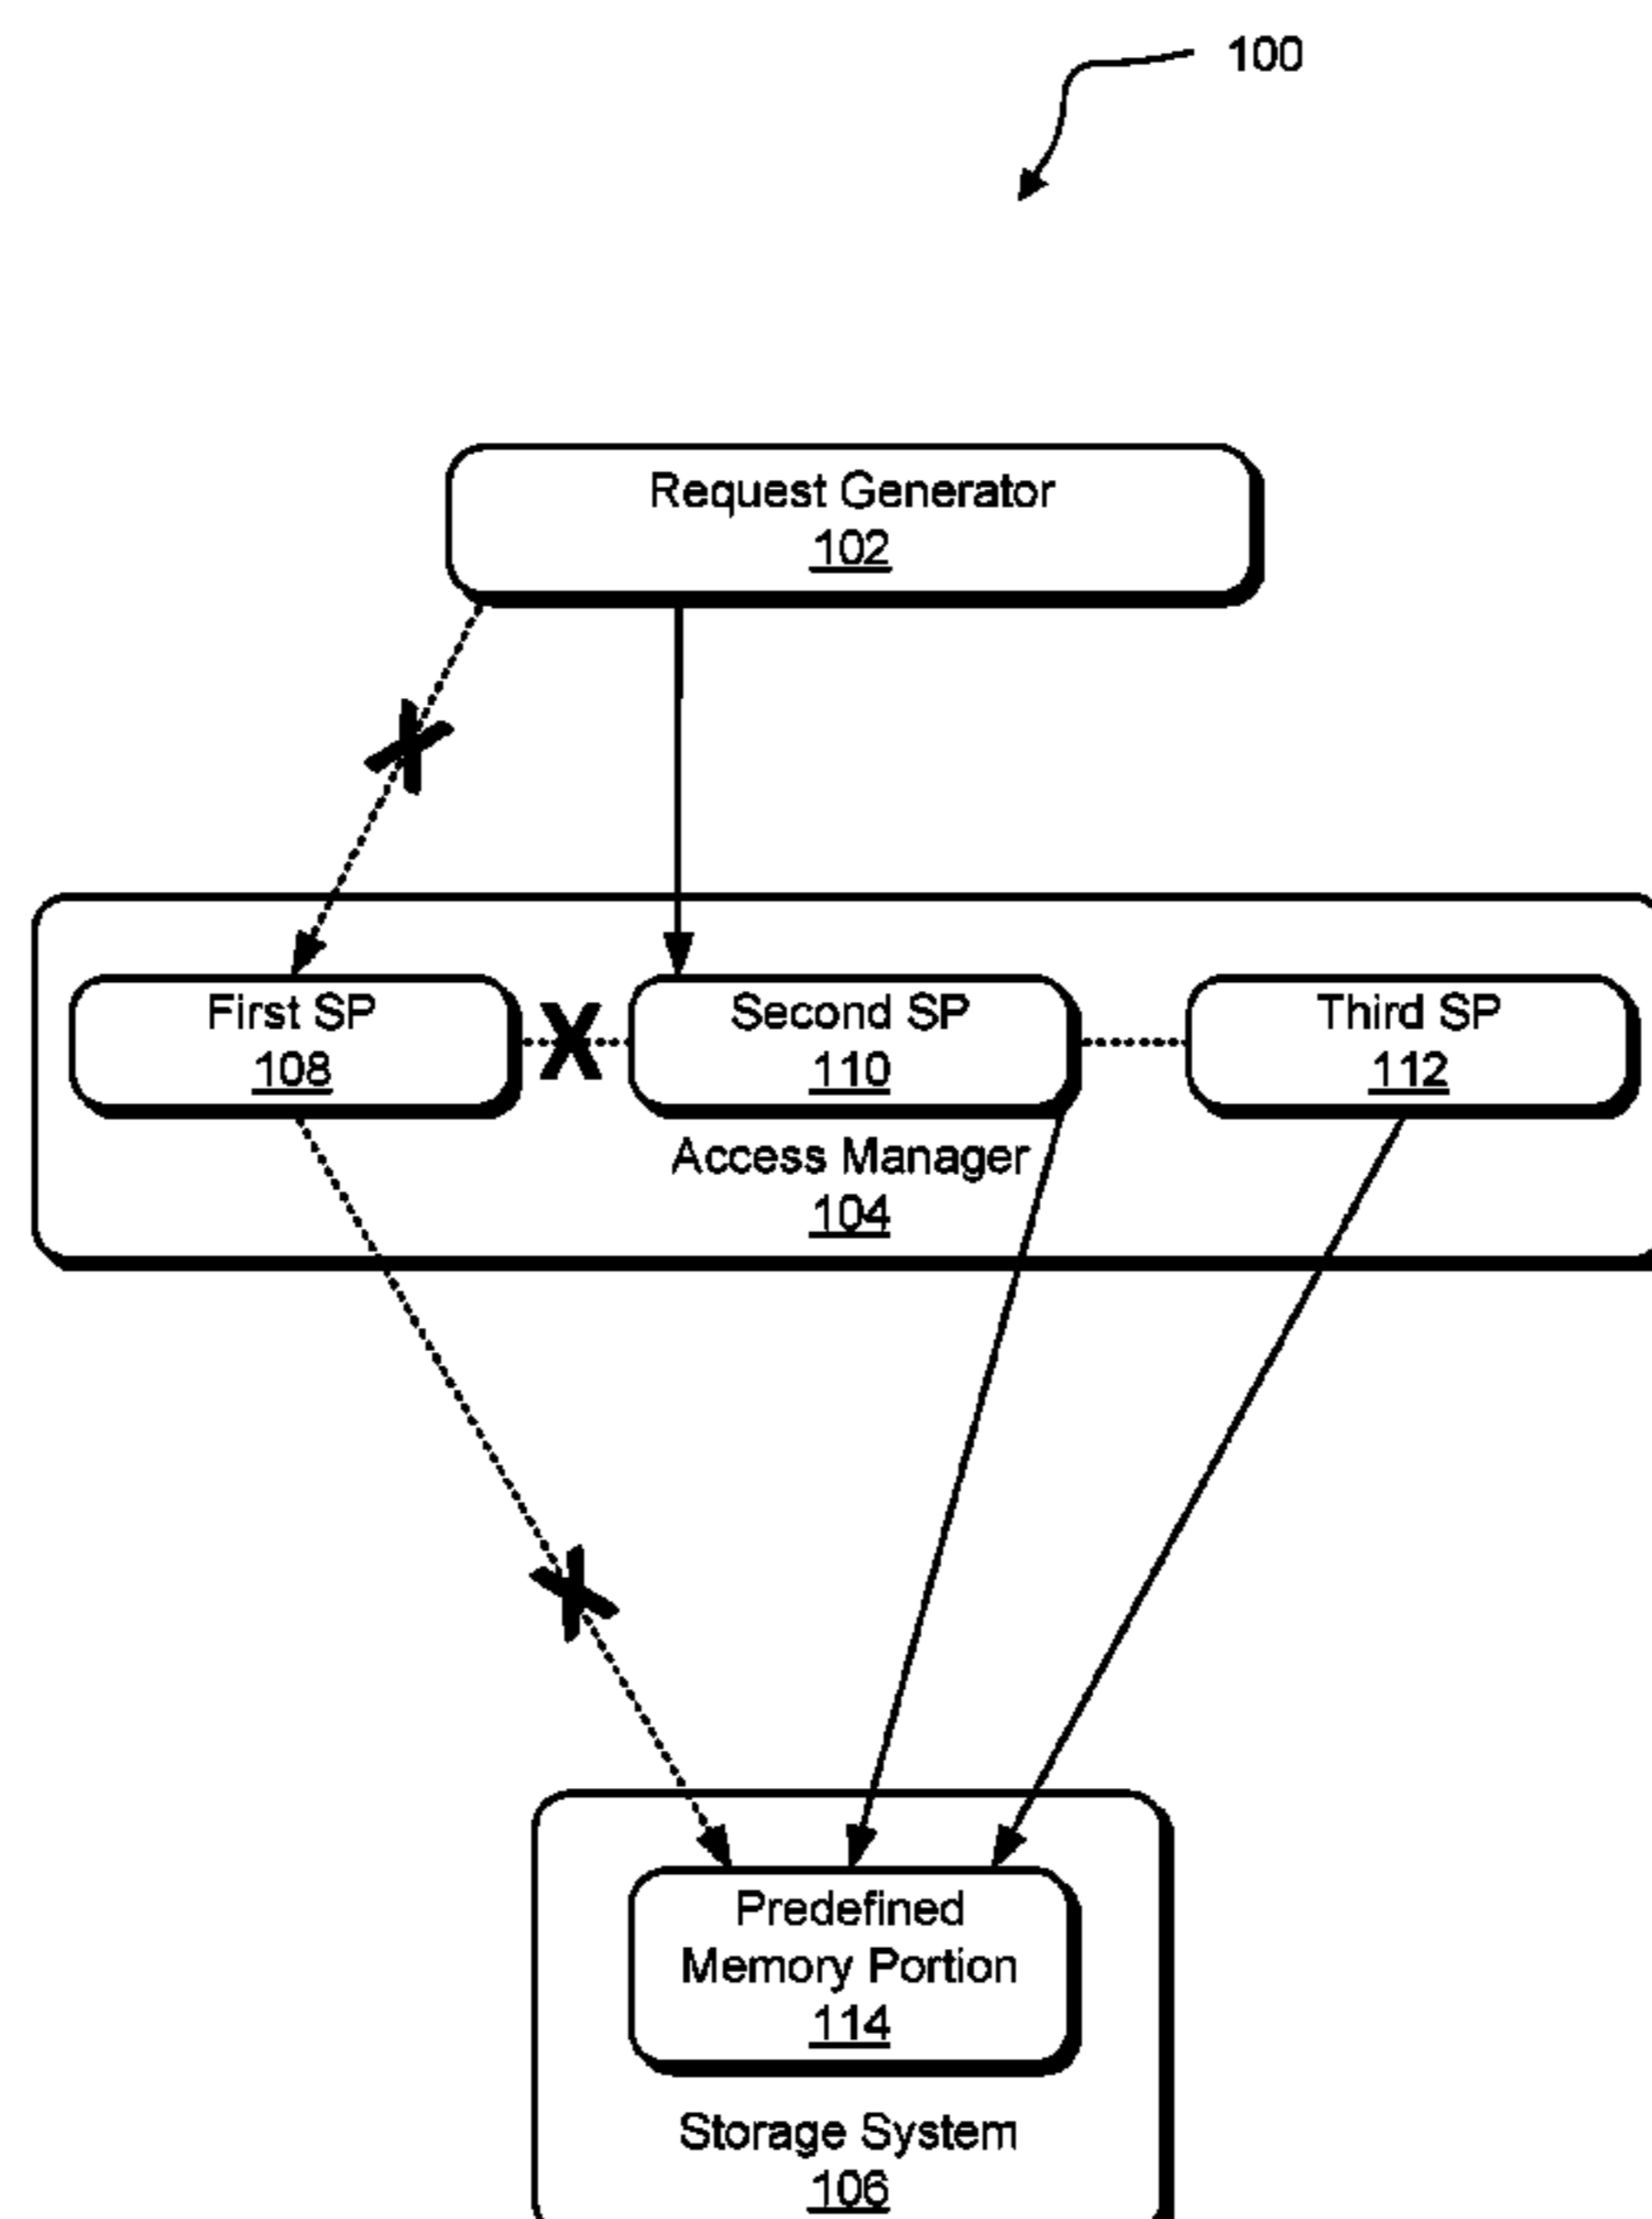 100
Request Generator
102
First SP
108
Second SP
110
Third SP
112
Access Manager
104
Predefined
Memory Portion
114
Storage System
106